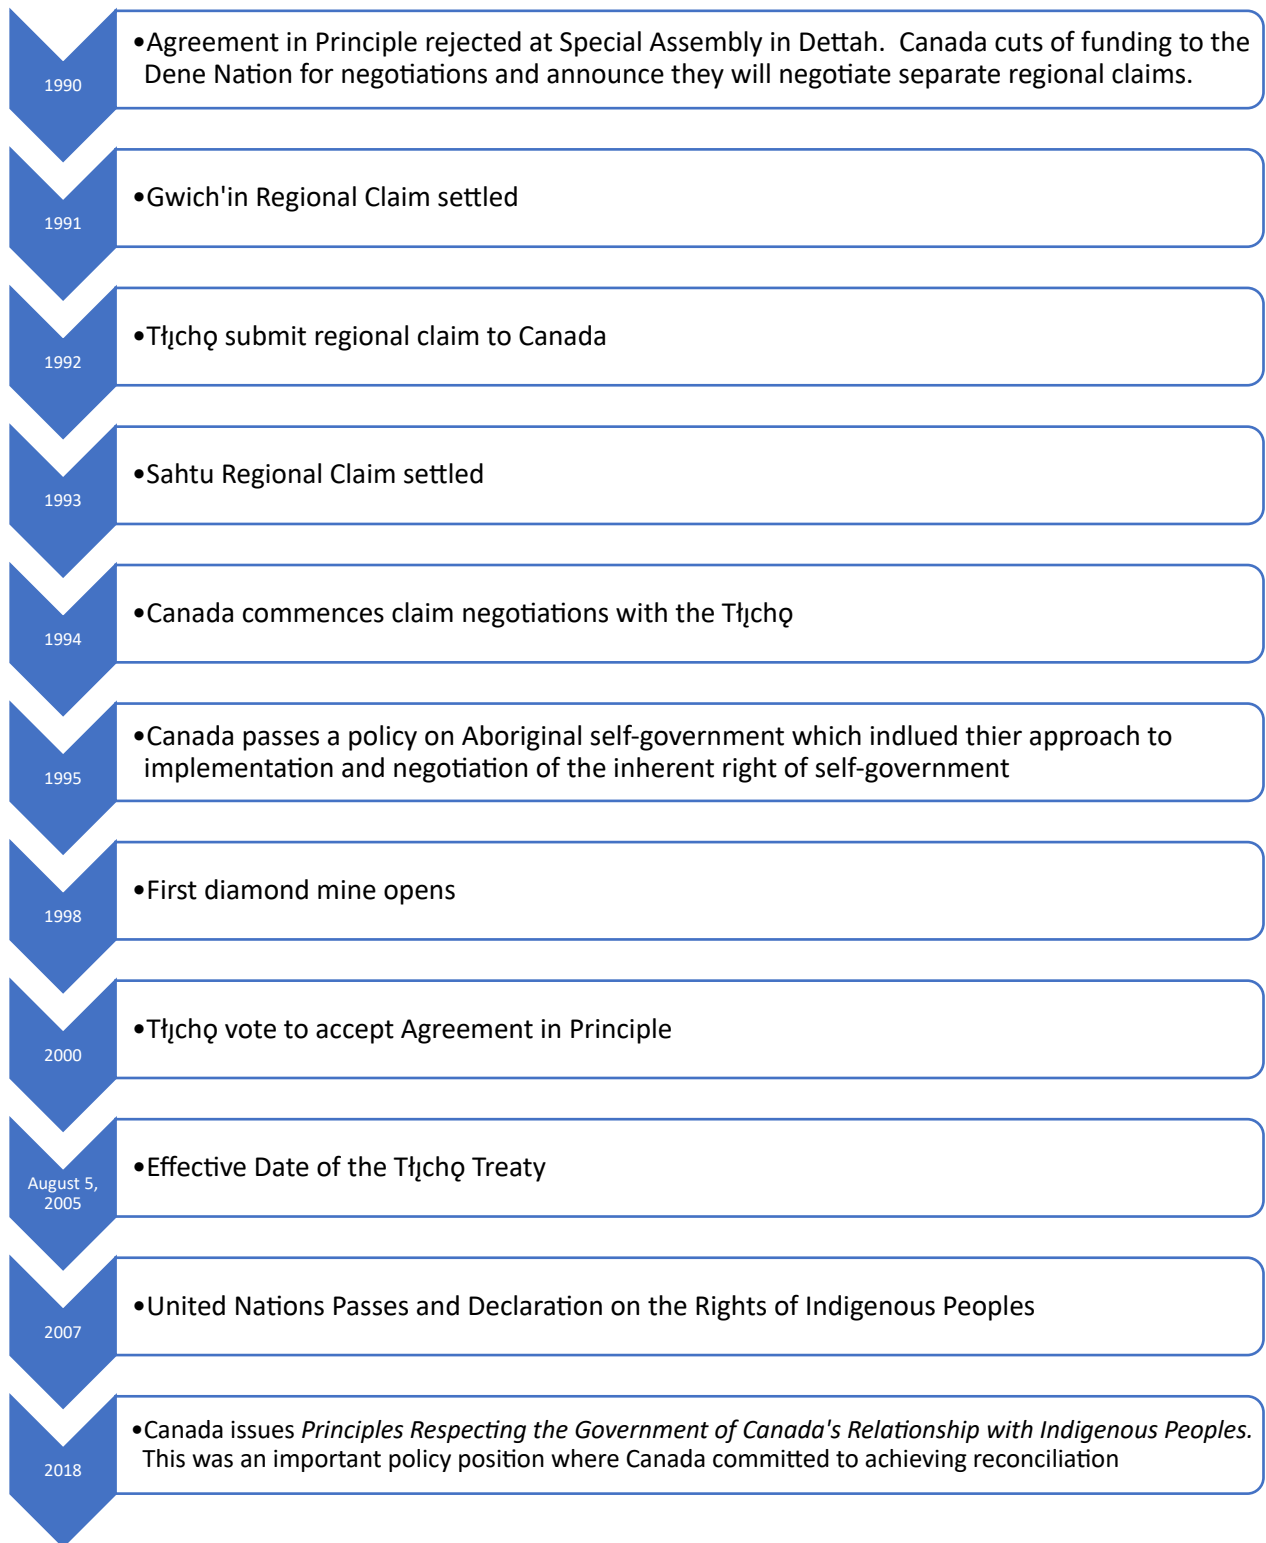 1990
•Agreement in Principle rejected at Special Assembly in Dettah.  Canada cuts of funding to the
Dene Nation for negotiations and announce they will negotiate separate regional claims.
1991
•Gwich'in Regional Claim settled
1992
•Tłı̨chǫ submit regional claim to Canada
1993
•Sahtu Regional Claim settled
1994
•Canada commences claim negotiations with the Tłı̨chǫ
1995
•Canada passes a policy on Aboriginal self-government which indlued thier approach to
implementation and negotiation of the inherent right of self-government
1998
•First diamond mine opens
2000
•Tłı̨chǫ vote to accept Agreement in Principle
August 5,
2005
•Effective Date of the Tłı̨chǫ Treaty
2007
•United Nations Passes and Declaration on the Rights of Indigenous Peoples
2018
•Canada issues Principles Respecting the Government of Canada's Relationship with Indigenous Peoples.
This was an important policy position where Canada committed to achieving reconciliation